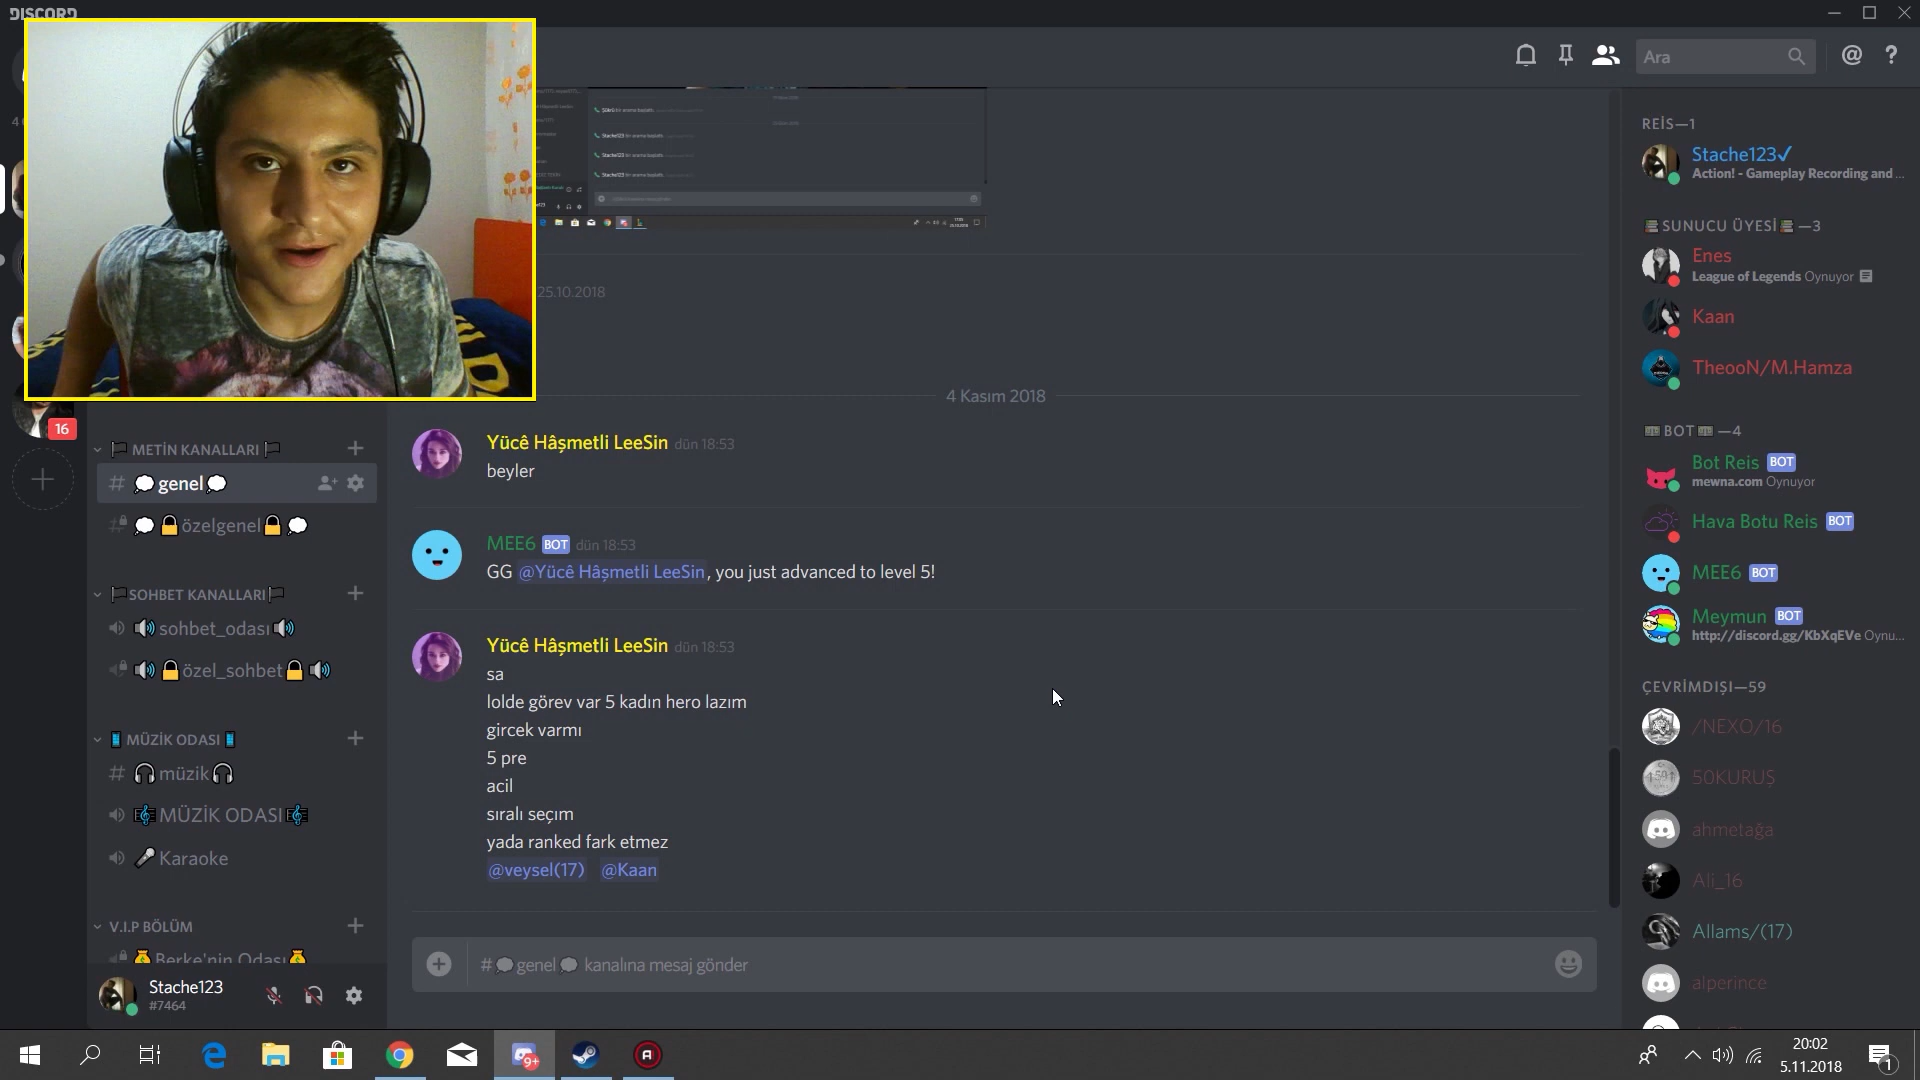 DISCORD
Ara
16
METİN KANALLARI
genel
özelgenel
SOHBET KANALLARI
sohbet_odası
özel_sohbet
MÜZİK ODASI
müzik
MÜZİK ODASI
Karaoke
V.I.P BÖLÜM
Berke'nin Odası
Stache123
#7464
25.10.2018
4 Kasım 2018
Yücê Hâşmetli LeeSin dün 18:53
beyler
MEE6 BOT dün 18:53
GG @Yücê Hâşmetli LeeSin, you just advanced to level 5!
Yücê Hâşmetli LeeSin dün 18:53
sa
lolde görev var 5 kadın hero lazım
gircek varmı
5 pre
acil
sıralı seçım
yada ranked fark etmez
@veysel(17) @Kaan
# genel kanalına mesaj gönder
REİS—1
Stache123✓
Action! - Gameplay Recording and ...
SUNUCU ÜYESİ—3
Enes
League of Legends Oynuyor
Kaan
TheooN/M.Hamza
BOT—4
Bot Reis BOT
mewna.com Oynuyor
Hava Botu Reis BOT
MEE6 BOT
Meymun BOT
http://discord.gg/KbXqEVe Oynu...
ÇEVRİMDIŞI—59
/NEXO/16
50KURUŞ
ahmetağa
Ali_16
Allams/(17)
alperince
9+
20:02
5.11.2018
1